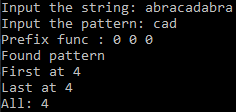 Input the string: abracadabra
Input the pattern: cad
Prefix func : 0 0 0
Found pattern
First at 4
Last at 4
All: 4